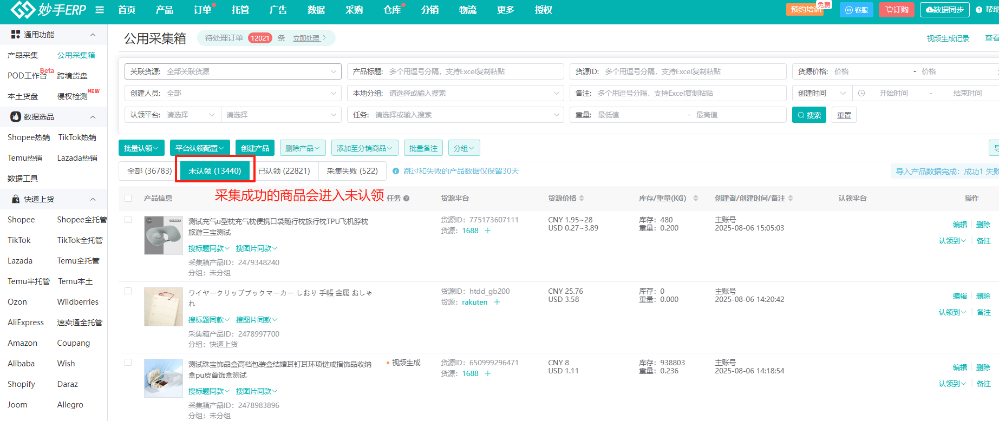 妙手ERP 首页 产品 订单 托管 广告 数据 采购 仓库 分销 物流 更多 授权 预约培训 免费 客服 订购 数据同步 帮助
通用功能
产品采集 公用采集箱
POD工作台 Beta 跨境货盘
本土货盘 侵权检测 NEW
数据选品
Shopee热销 TikTok热销
Temu热销 Lazada热销
数据工具
快速上货
Shopee Shopee全托管
TikTok TikTok全托管
Lazada Temu全托管
Temu半托管 Temu本土
Ozon Wildberries
AliExpress 速卖通全托管
Amazon Coupang
Alibaba Wish
Shopify Daraz
Joom Allegro
公用采集箱 待处理订单 12021 条 立即处理 视频生成记录 查看
关联货源: 全部关联货源 产品标题: 多个用逗号分隔，支持Excel复制粘贴 货源ID: 多个用逗号分隔，支持Excel复制粘贴 货源价格: 价格 - 价格
创建人员: 全部 本地分组: 请选择或输入搜索 备注: 多个用逗号分隔，支持Excel复制粘贴 创建时间 开始时间 - 结束时间
认领平台: 请选择 请选择 任务: 请选择或输入搜索 重量: 最低值 - 最高值 搜索 重置
批量认领 平台认领配置 创建产品 删除产品 添加至分销商品 批量备注 分组
全部 (36783) 未认领 (13440) 已认领 (22821) 采集失败 (522) 跳过和失败的产品数据仅保留30天 导入产品数据完成：成功1 失败
采集成功的商品会进入未认领
产品信息 任务 货源平台 货源价格 库存/重量(KG) 创建者/创建时间/备注 认领平台 操作
测试充气u型枕充气枕便携口袋随行枕旅行枕TPU飞机脖枕
旅游三宝测试
搜标题同款 搜图片同款
采集箱产品ID：2479348240
分组：未分组
货源ID：775173607111
货源：1688 +
CNY 1.95~28
USD 0.27~3.89
库存：480
重量：0.200
主账号
2025-08-06 15:05:03
编辑 删除
认领到 备注
ワイヤークリップブックマーカー しおり 手帳 金属 おしゃ
れ
搜标题同款 搜图片同款
采集箱产品ID：2478997700
分组：快速上货
货源ID：htdd_gb200
货源：rakuten +
CNY 25.76
USD 3.58
库存：0
重量：0.000
主账号
2025-08-06 14:20:42
编辑 删除
认领到 备注
测试珠宝饰品盒高档包装盒结婚耳钉耳环项链戒指饰品收纳
盒pu皮首饰盒测试
搜标题同款 搜图片同款
采集箱产品ID：2478983896
分组：未分组
视频生成
货源ID：650999296471
货源：1688 +
CNY 8
USD 1.11
库存：938803
重量：0.236
主账号
2025-08-06 14:18:54
编辑 删除
认领到 备注